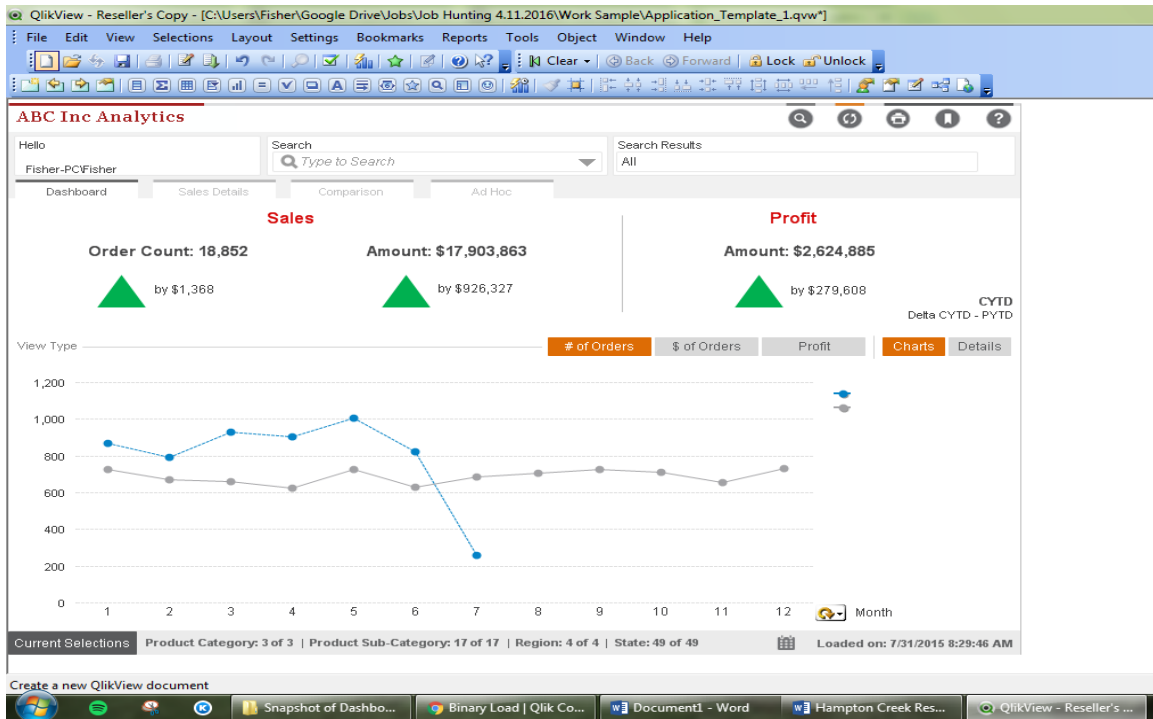 QlikView - Reseller's Copy - [C:\Users\Fisher\Google Drive\Jobs\Job Hunting 4.11.2016\Work Sample\Application_Template_1.qvw*]
File Edit View Selections Layout Settings Bookmarks Reports Tools Object Window Help
Clear Back Forward Lock Unlock
ABC Inc Analytics
Hello Search Search Results
Fisher-PC\Fisher Type to Search All
Dashboard Sales Details Comparison Ad Hoc
Sales Profit
Order Count: 18,852 Amount: $17,903,863 Amount: $2,624,885
by $1,368 by $926,327 by $279,608
CYTD
Delta CYTD - PYTD
View Type # of Orders $ of Orders Profit Charts Details
1,200
1,000
800
600
400
200
0
1 2 3 4 5 6 7 8 9 10 11 12 Month
Current Selections Product Category: 3 of 3 | Product Sub-Category: 17 of 17 | Region: 4 of 4 | State: 49 of 49 Loaded on: 7/31/2015 8:29:46 AM
Create a new QlikView document
Snapshot of Dashbo... Binary Load | Qlik Co... Document1 - Word Hampton Creek Res... QlikView - Reseller's ...